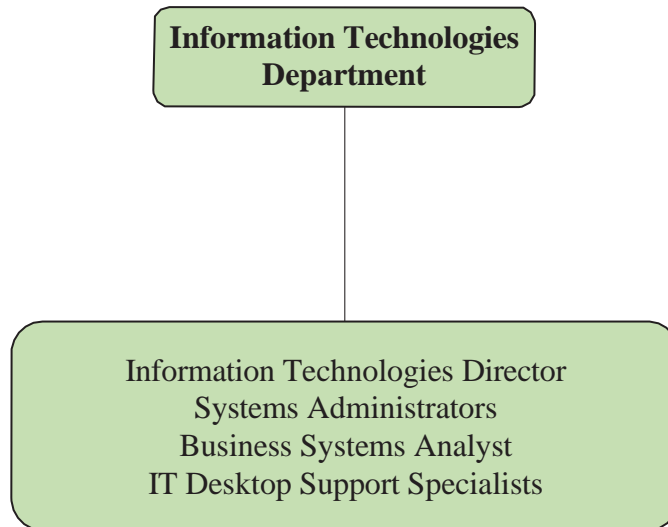 Information Technologies
Department
Information Technologies Director
Systems Administrators
Business Systems Analyst
IT Desktop Support Specialists